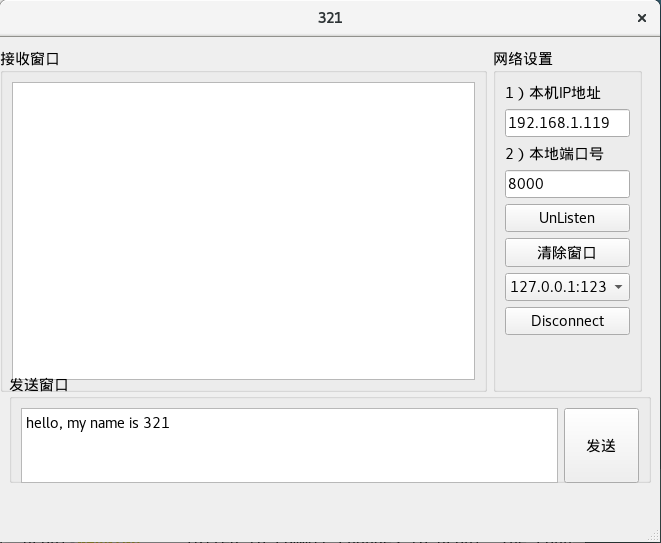 321
接收窗口
网络设置
1）本机IP地址
192.168.1.119
2）本地端口号
8000
UnListen
清除窗口
127.0.0.1:123
Disconnect
发送窗口
hello, my name is 321
发送